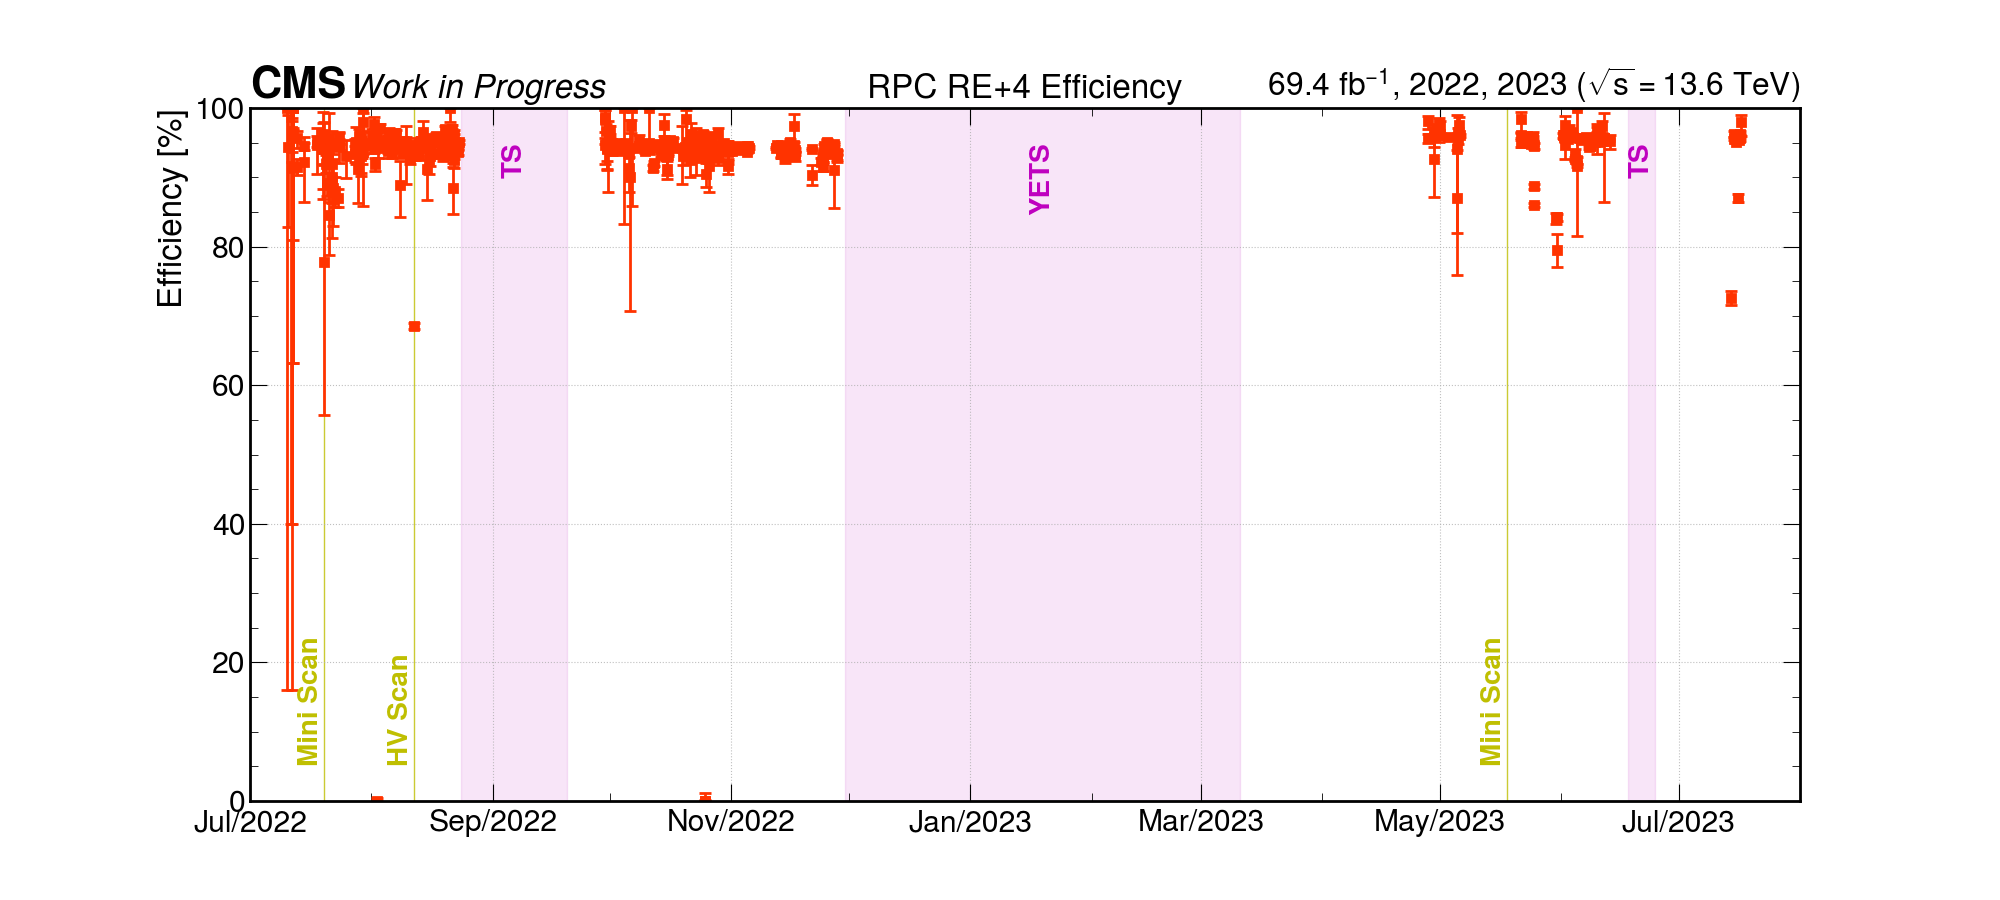 CMS Work in Progress RPC RE+4 Efficiency 69.4 fb⁻¹, 2022, 2023 (√s = 13.6 TeV)
Efficiency [%]
100
80
60
40
20
0
TS
YETS
TS
Mini Scan
HV Scan
Mini Scan
Jul/2022 Sep/2022 Nov/2022 Jan/2023 Mar/2023 May/2023 Jul/2023